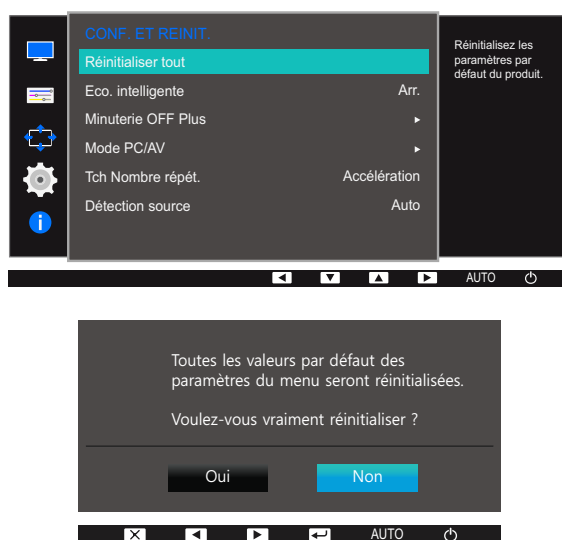 CONF. ET REINIT.
Réinitialiser tout
Eco. intelligente Arr.
Minuterie OFF Plus
Mode PC/AV
Tch Nombre répét. Accélération
Détection source Auto
Réinitialisez les
paramètres par
défaut du produit.
AUTO
Toutes les valeurs par défaut des
paramètres du menu seront réinitialisées.
Voulez-vous vraiment réinitialiser ?
Oui Non
AUTO